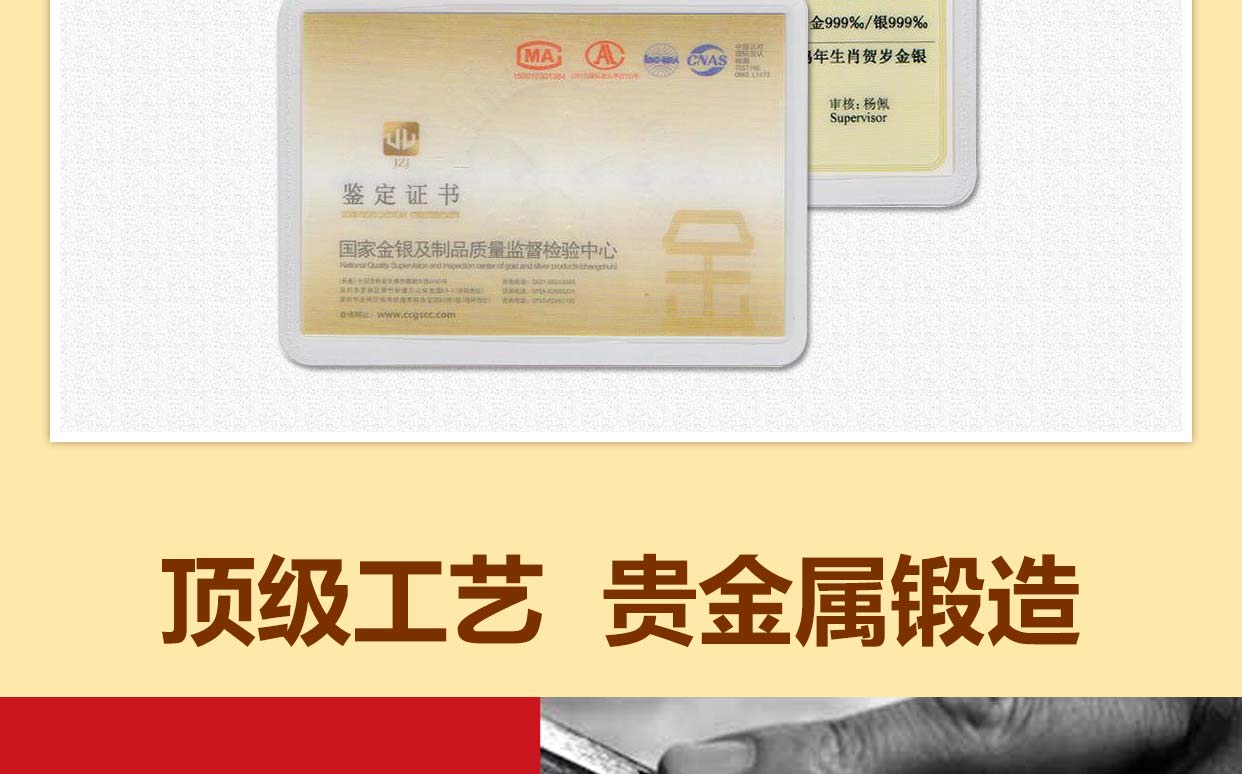 金999‰/银999‰
年生肖贺岁金银
审核:杨佩
Supervisor
MA
AL
CNAS
JZJ
鉴定证书
国家金银及制品质量监督检验中心
National Quality Supervision and Inspection center of gold and silver products(changchun)
www.ccgscc.com
金
顶级工艺 贵金属锻造